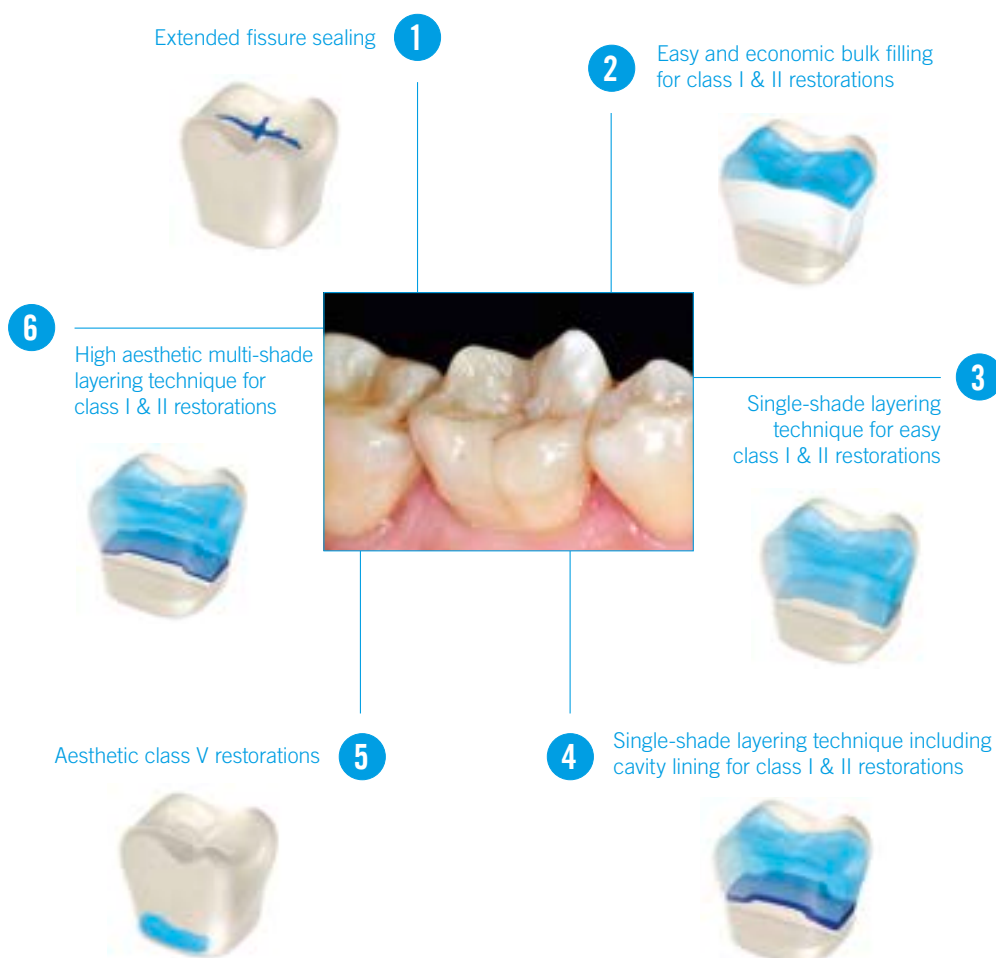 1
Extended fissure sealing
2
Easy and economic bulk filling
for class I & II restorations
3
Single-shade layering
technique for easy
class I & II restorations
4
Single-shade layering technique including
cavity lining for class I & II restorations
5
Aesthetic class V restorations
6
High aesthetic multi-shade
layering technique for
class I & II restorations